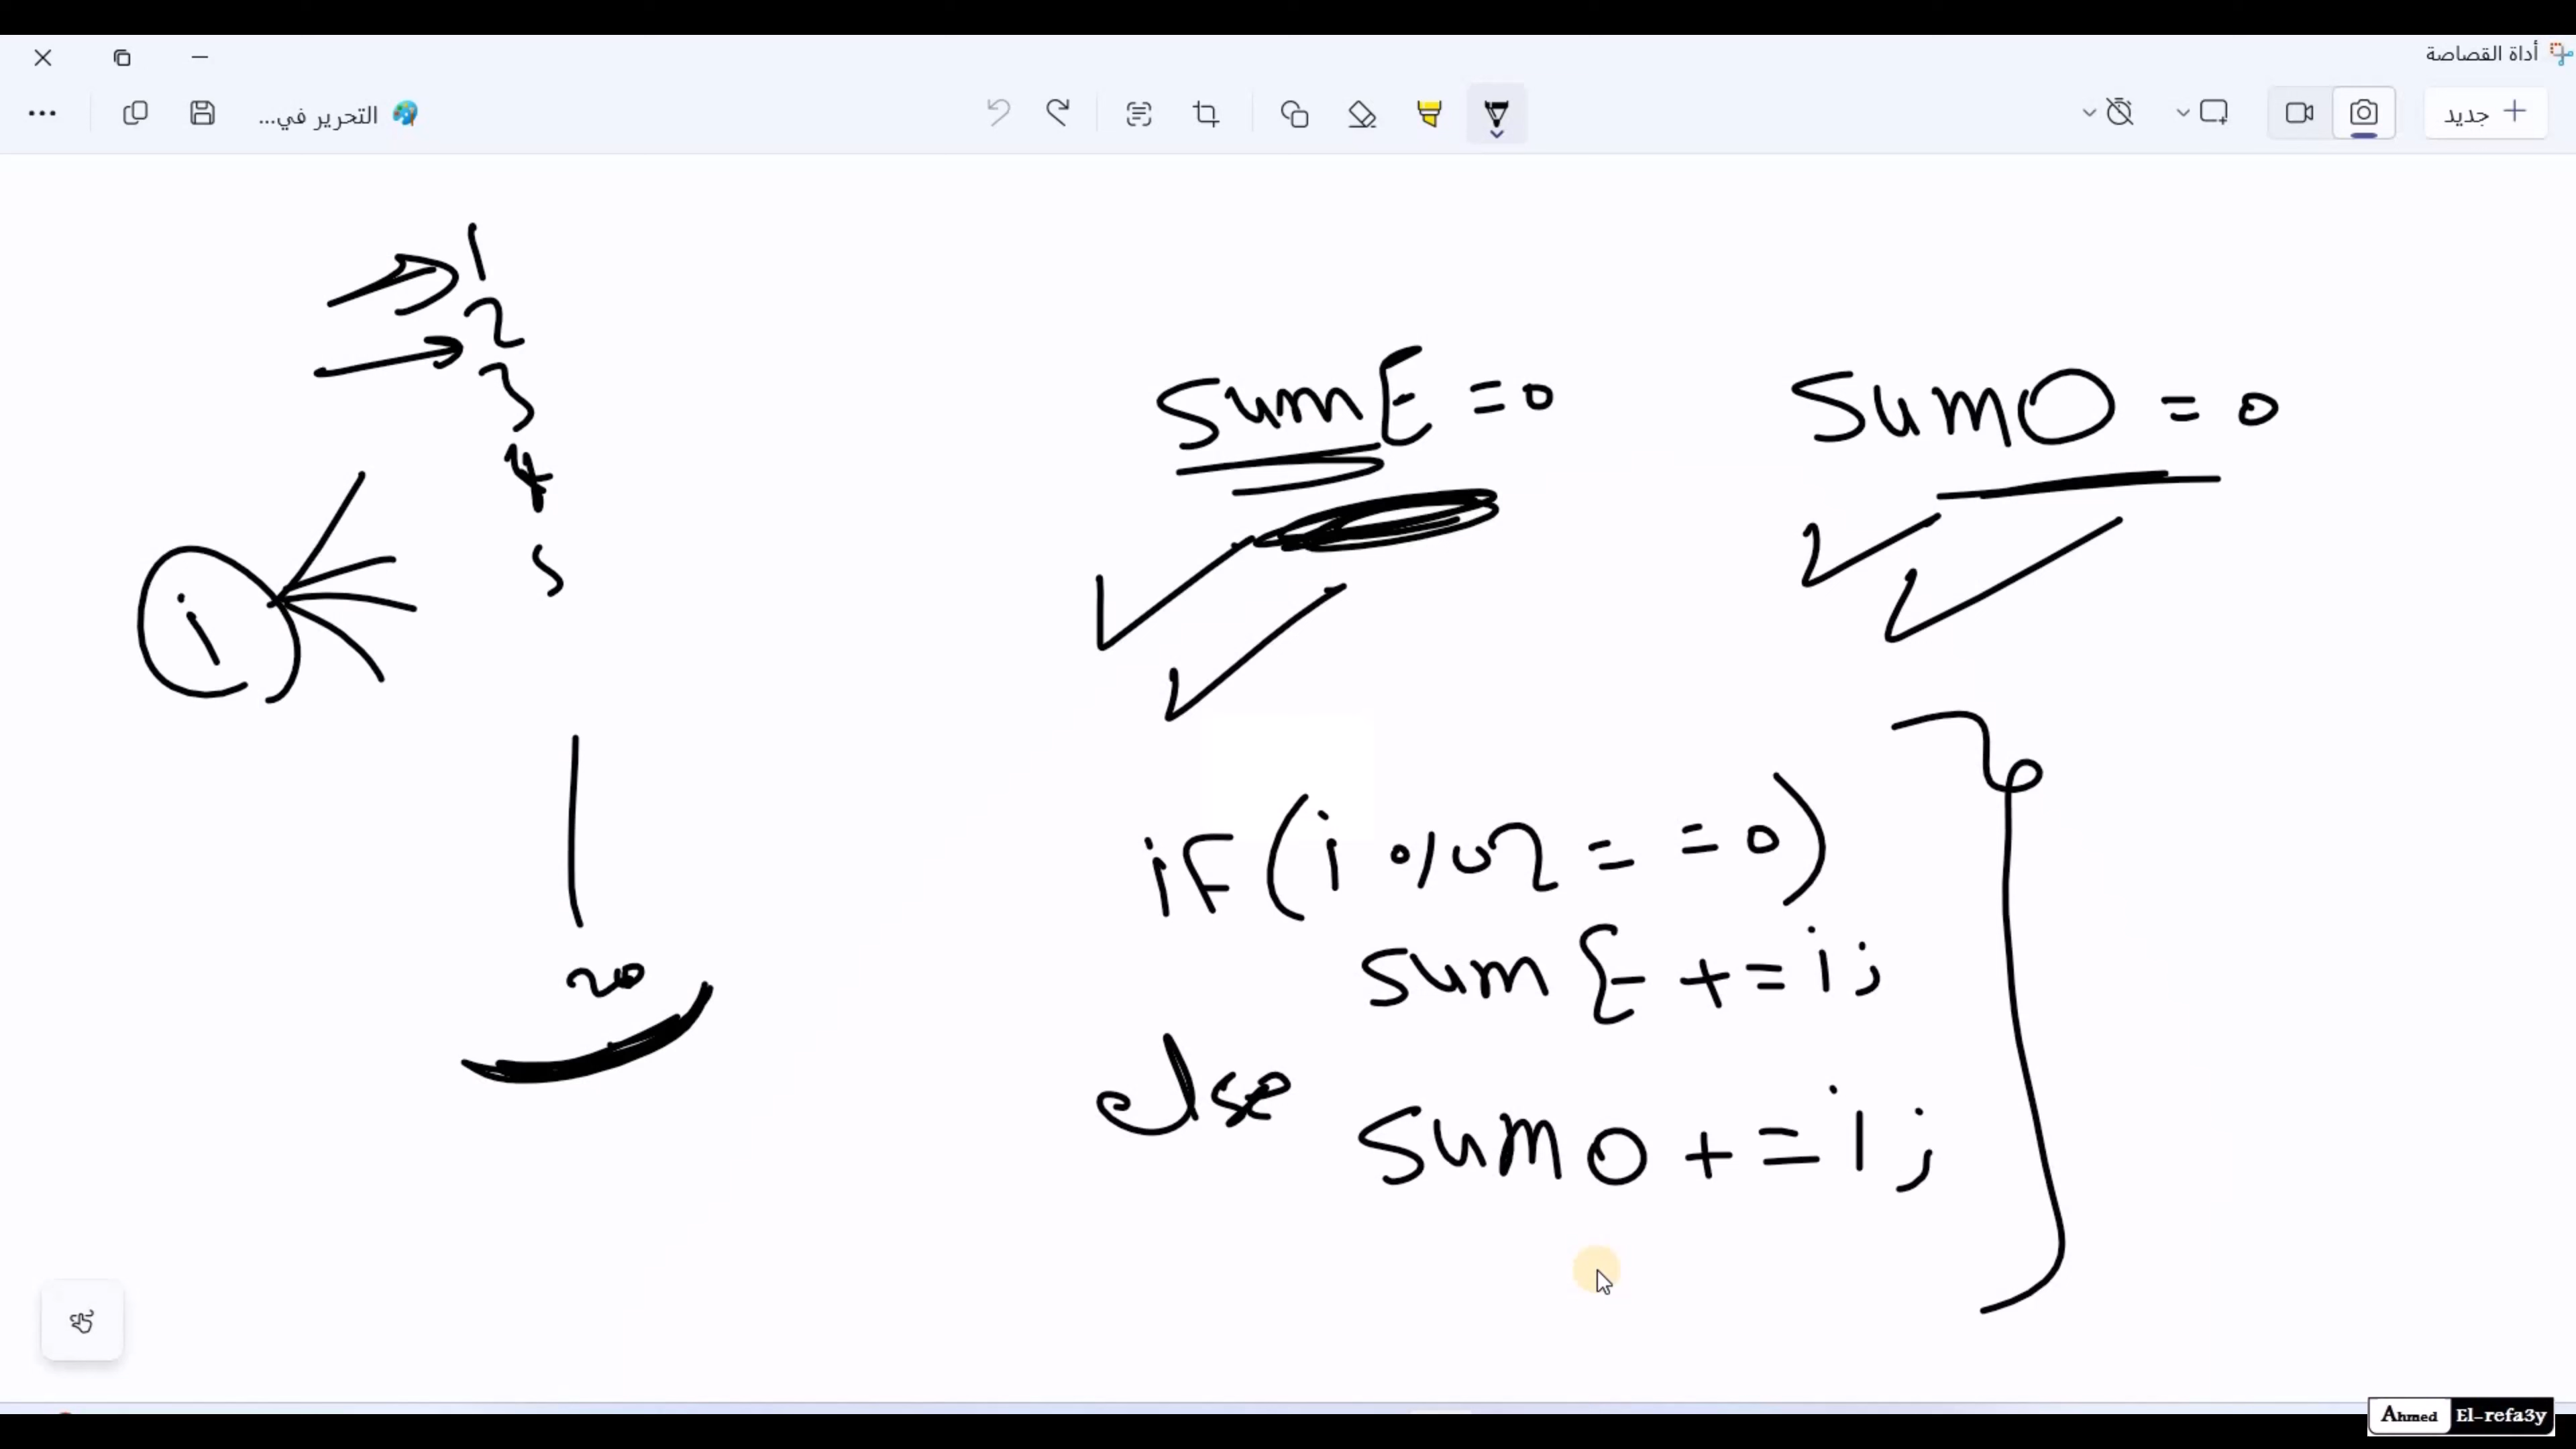 أداة القصاصة
جديد
التحرير في...
1
2
3
4
5
i
20
sumE = 0
sumO = 0
if (i % 2 = = 0)
sum E + = i ;
else
sumo + = i ;
Ahmed El-refa3y